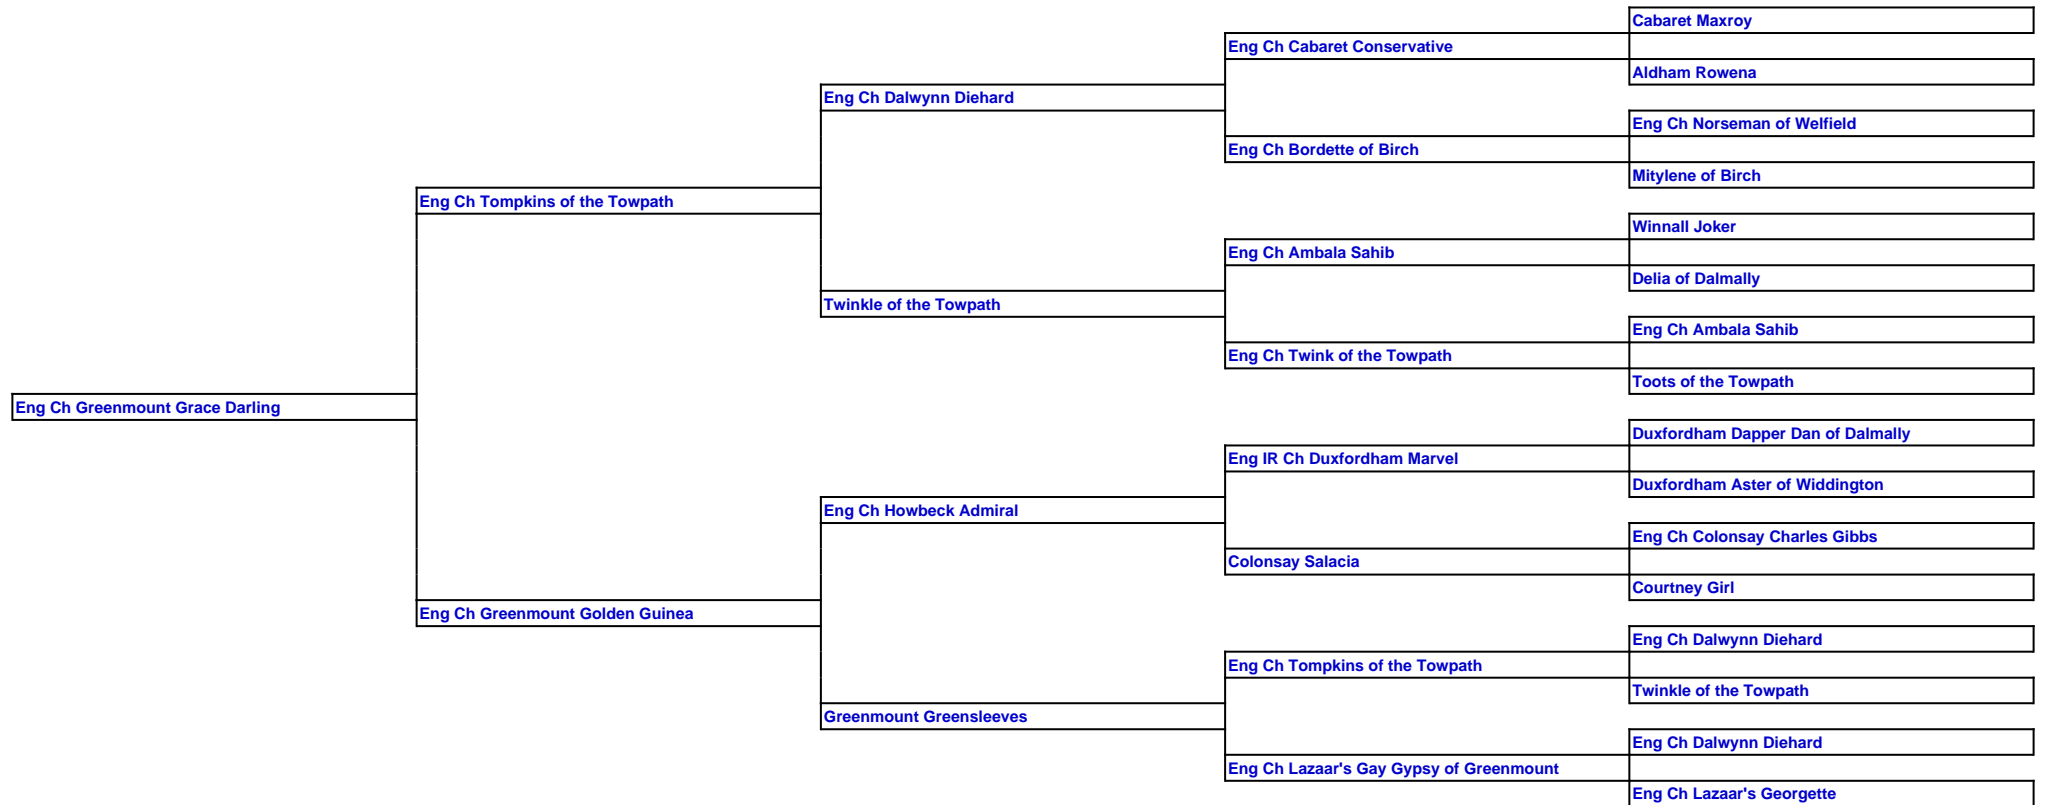 Cabaret Maxroy
Eng Ch Cabaret Conservative
Aldham Rowena
Eng Ch Dalwynn Diehard
Eng Ch Norseman of Welfield
Eng Ch Bordette of Birch
Mitylene of Birch
Eng Ch Tompkins of the Towpath
Winnall Joker
Eng Ch Ambala Sahib
Delia of Dalmally
Twinkle of the Towpath
Eng Ch Ambala Sahib
Eng Ch Twink of the Towpath
Toots of the Towpath
Eng Ch Greenmount Grace Darling
Duxfordham Dapper Dan of Dalmally
Eng IR Ch Duxfordham Marvel
Duxfordham Aster of Widdington
Eng Ch Howbeck Admiral
Eng Ch Colonsay Charles Gibbs
Colonsay Salacia
Courtney Girl
Eng Ch Greenmount Golden Guinea
Eng Ch Dalwynn Diehard
Eng Ch Tompkins of the Towpath
Twinkle of the Towpath
Greenmount Greensleeves
Eng Ch Dalwynn Diehard
Eng Ch Lazaar's Gay Gypsy of Greenmount
Eng Ch Lazaar's Georgette